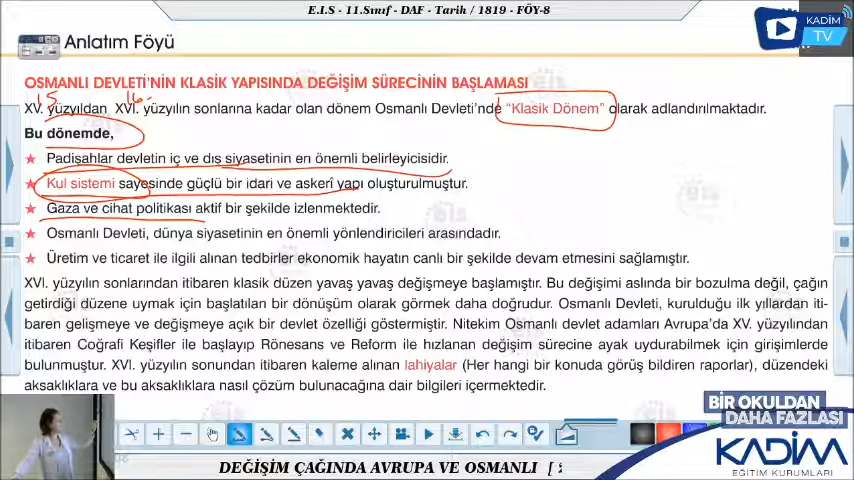 E.I.S - 11.Sınıf - DAF - Tarih / 1819 - FÖY-8
KADİM
TV
Anlatım Föyü
OSMANLI DEVLETİ'NİN KLASİK YAPISINDA DEĞİŞİM SÜRECİNİN BAŞLAMASI
15 16
XV. yüzyıldan XVI. yüzyılın sonlarına kadar olan dönem Osmanlı Devleti'nde "Klasik Dönem" olarak adlandırılmaktadır.
Bu dönemde,
★ Padişahlar devletin iç ve dış siyasetinin en önemli belirleyicisidir.
★ Kul sistemi sayesinde güçlü bir idari ve askerî yapı oluşturulmuştur.
★ Gaza ve cihat politikası aktif bir şekilde izlenmektedir.
★ Osmanlı Devleti, dünya siyasetinin en önemli yönlendiricileri arasındadır.
★ Üretim ve ticaret ile ilgili alınan tedbirler ekonomik hayatın canlı bir şekilde devam etmesini sağlamıştır.
XVI. yüzyılın sonlarından itibaren klasik düzen yavaş yavaş değişmeye başlamıştır. Bu değişimi aslında bir bozulma değil, çağın
getirdiği düzene uymak için başlatılan bir dönüşüm olarak görmek daha doğrudur. Osmanlı Devleti, kurulduğu ilk yıllardan iti-
baren gelişmeye ve değişmeye açık bir devlet özelliği göstermiştir. Nitekim Osmanlı devlet adamları Avrupa'da XV. yüzyılından
itibaren Coğrafi Keşifler ile başlayıp Rönesans ve Reform ile hızlanan değişim sürecine ayak uydurabilmek için girişimlerde
bulunmuştur. XVI. yüzyılın sonundan itibaren kaleme alınan lahiyalar (Her hangi bir konuda görüş bildiren raporlar), düzendeki
aksaklıklara ve bu aksaklıklara nasıl çözüm bulunacağına dair bilgileri içermektedir.
BİR OKULDAN
DAHA FAZLASI
KADİM
EĞİTİM KURUMLARI
DEĞİŞİM ÇAĞINDA AVRUPA VE OSMANLI [